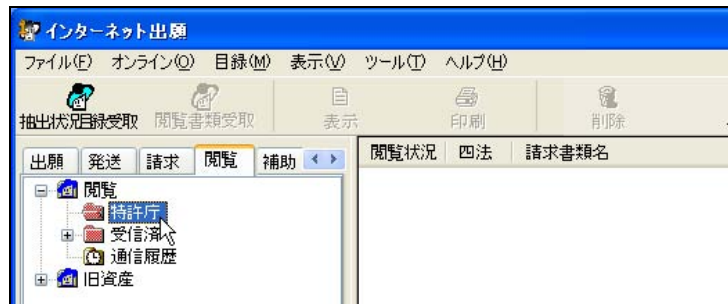 インターネット出願
ファイル(F) オンライン(O) 目録(M) 表示(V) ツール(T) ヘルプ(H)
抽出状況目録受取 閲覧書類受取 表示 印刷 削除
出願 発送 請求 閲覧 補助
閲覧状況 四法 請求書類名
閲覧
特許庁
受信済
通信履歴
旧資産